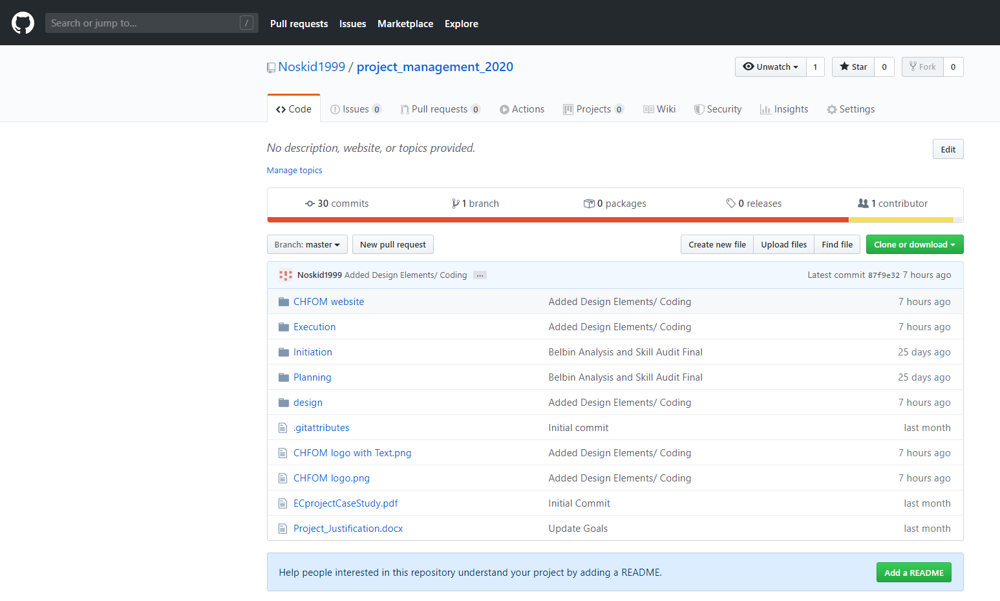 Search or jump to... /
Pull requests Issues Marketplace Explore
Noskid1999 / project_management_2020
Unwatch 1 Star 0 Fork 0
Code Issues 0 Pull requests 0 Actions Projects 0 Wiki Security Insights Settings
No description, website, or topics provided.
Edit
Manage topics
30 commits 1 branch 0 packages 0 releases 1 contributor
Branch: master New pull request Create new file Upload files Find file Clone or download
Noskid1999 Added Design Elements/ Coding ... Latest commit 87f9e32 7 hours ago
CHFOM website Added Design Elements/ Coding 7 hours ago
Execution Added Design Elements/ Coding 7 hours ago
Initiation Belbin Analysis and Skill Audit Final 25 days ago
Planning Belbin Analysis and Skill Audit Final 25 days ago
design Added Design Elements/ Coding 7 hours ago
.gitattributes Initial commit last month
CHFOM logo with Text.png Added Design Elements/ Coding 7 hours ago
CHFOM logo.png Added Design Elements/ Coding 7 hours ago
ECprojectCaseStudy.pdf Initial Commit last month
Project_Justification.docx Update Goals last month
Help people interested in this repository understand your project by adding a README.
Add a README